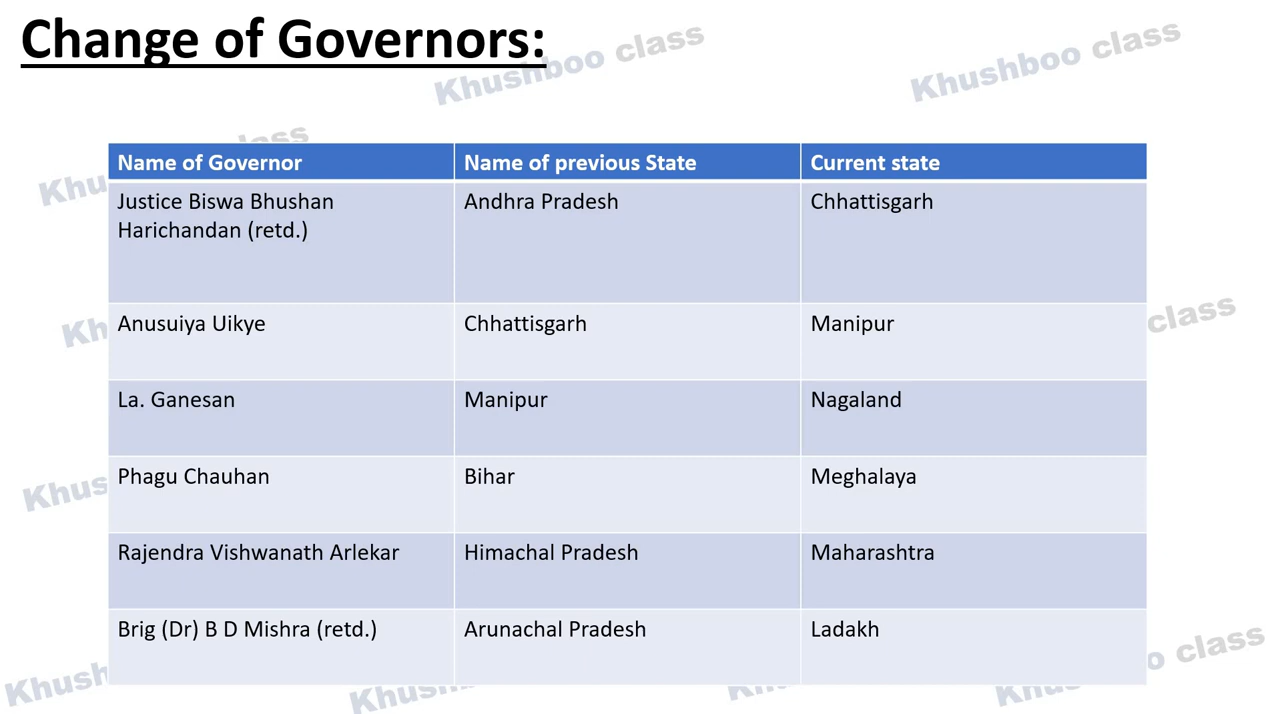 Change of Governors:
Khushboo class
Khushboo class
Name of Governor
Name of previous State
Current state
Justice Biswa Bhushan
Harichandan (retd.)
Andhra Pradesh
Chhattisgarh
Anusuiya Uikye
Chhattisgarh
Manipur
La. Ganesan
Manipur
Nagaland
Phagu Chauhan
Bihar
Meghalaya
Rajendra Vishwanath Arlekar
Himachal Pradesh
Maharashtra
Brig (Dr) B D Mishra (retd.)
Arunachal Pradesh
Ladakh
class
class